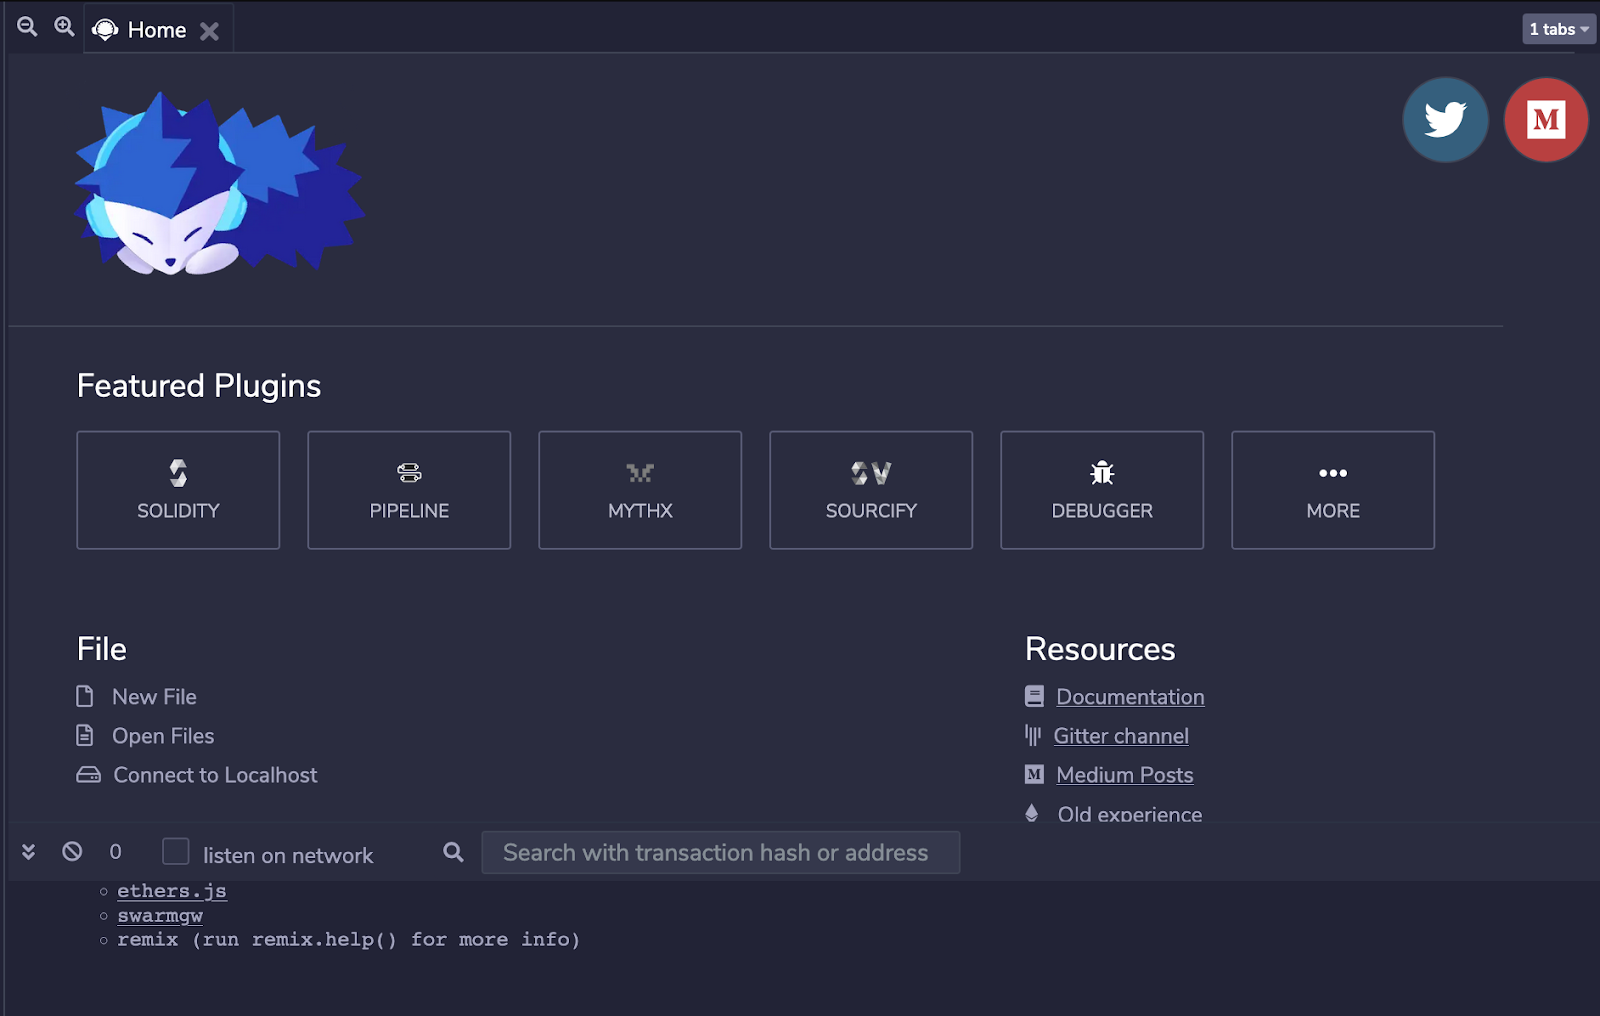 Home
1 tabs
M
Featured Plugins
SOLIDITY
PIPELINE
MYTHX
SOURCIFY
DEBUGGER
MORE
File
New File
Open Files
Connect to Localhost
Resources
Documentation
Gitter channel
M Medium Posts
Old experience
0
listen on network
Search with transaction hash or address
ethers.js
swarmgw
remix (run remix.help() for more info)